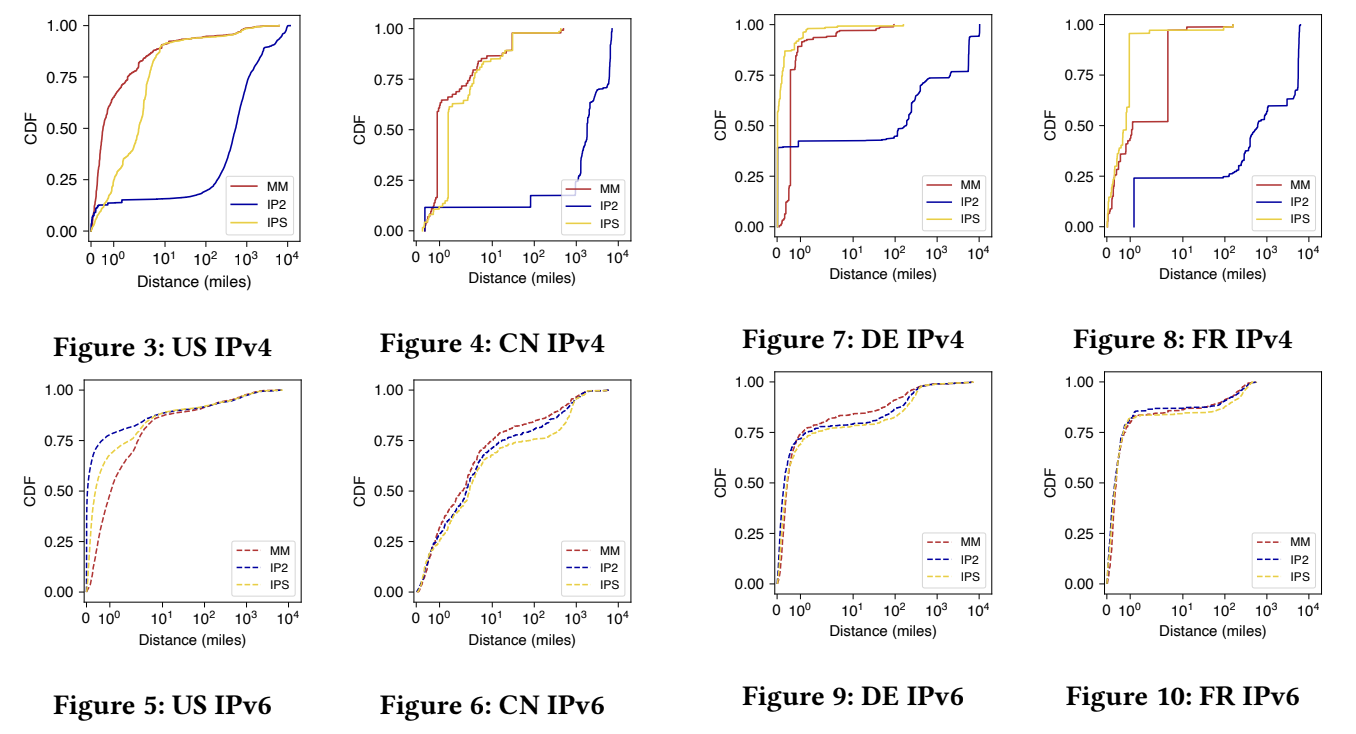 1.00
0.75
0.50
0.25
0.00
CDF
MM
IP2
IPS
0 10^0 10^1 10^2 10^3 10^4
Distance (miles)
Figure 3: US IPv4
1.00
0.75
0.50
0.25
0.00
CDF
MM
IP2
IPS
0 10^0 10^1 10^2 10^3 10^4
Distance (miles)
Figure 4: CN IPv4
1.00
0.75
0.50
0.25
0.00
CDF
MM
IP2
IPS
0 10^0 10^1 10^2 10^3 10^4
Distance (miles)
Figure 7: DE IPv4
1.00
0.75
0.50
0.25
0.00
CDF
MM
IP2
IPS
0 10^0 10^1 10^2 10^3 10^4
Distance (miles)
Figure 8: FR IPv4
1.00
0.75
0.50
0.25
0.00
CDF
MM
IP2
IPS
0 10^0 10^1 10^2 10^3 10^4
Distance (miles)
Figure 5: US IPv6
1.00
0.75
0.50
0.25
0.00
CDF
MM
IP2
IPS
0 10^0 10^1 10^2 10^3 10^4
Distance (miles)
Figure 6: CN IPv6
1.00
0.75
0.50
0.25
0.00
CDF
MM
IP2
IPS
0 10^0 10^1 10^2 10^3 10^4
Distance (miles)
Figure 9: DE IPv6
1.00
0.75
0.50
0.25
0.00
CDF
MM
IP2
IPS
0 10^0 10^1 10^2 10^3 10^4
Distance (miles)
Figure 10: FR IPv6